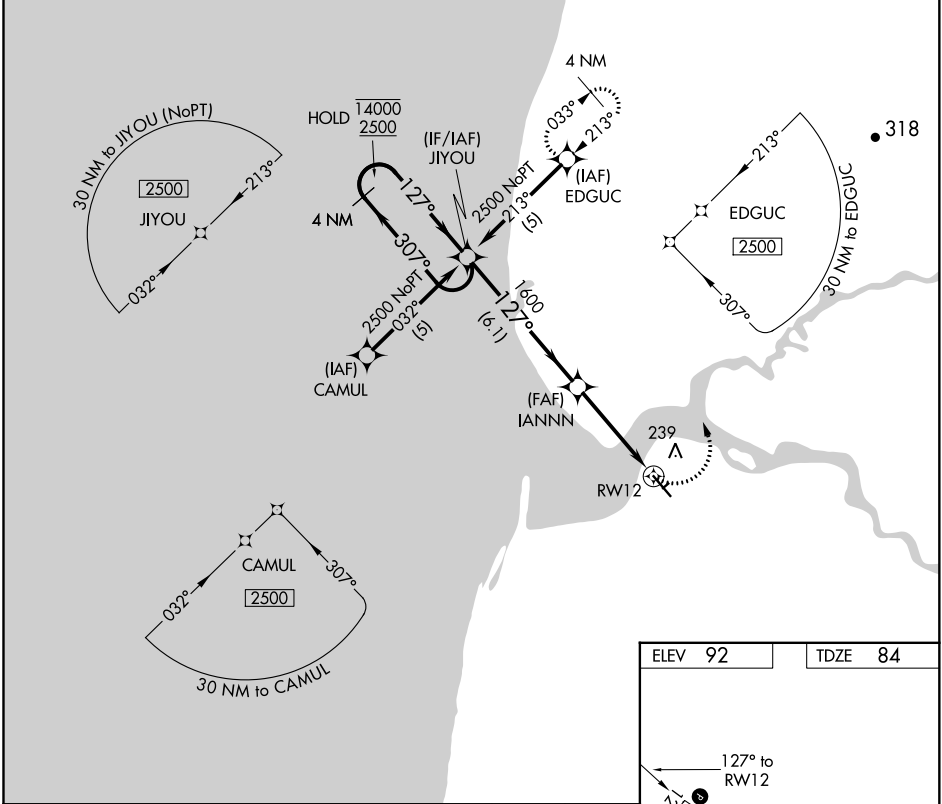 4 NM
033°
213°
(IAF)
EDGUC
HOLD 14000
2500
(IF/IAF)
JIYOU
4 NM
127°
307°
2500 NoPT
213°
(5)
2500 NoPT
032°
(5)
(IAF)
CAMUL
1600
127°
(6.1)
(FAF)
IANNN
239
RW12
318
30 NM to JIYOU (NoPT)
213°
2500
JIYOU
032°
213°
EDGUC
2500
307°
30 NM to EDGUC
CAMUL
2500
032°
307°
30 NM to CAMUL
ELEV 92
TDZE 84
127° to
RW12
P